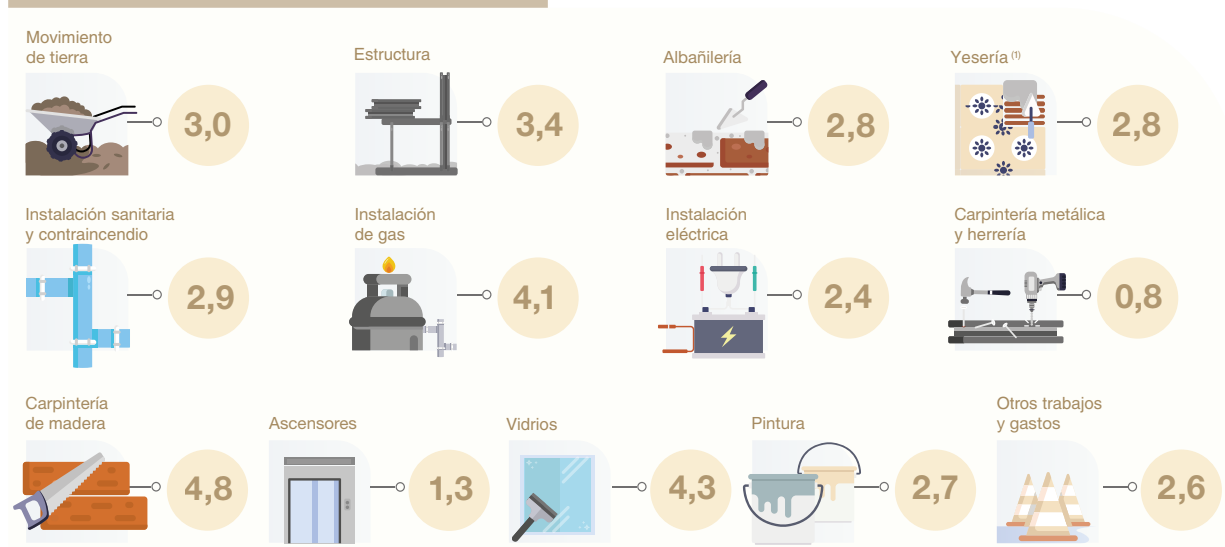 Movimiento
de tierra
3,0
Estructura
3,4
Albañilería
2,8
Yesería (1)
2,8
Instalación sanitaria
y contraincendio
2,9
Instalación
de gas
4,1
Instalación
eléctrica
2,4
Carpintería metálica
y herrería
0,8
Carpintería
de madera
4,8
Ascensores
1,3
Vidrios
4,3
Pintura
2,7
Otros trabajos
y gastos
2,6